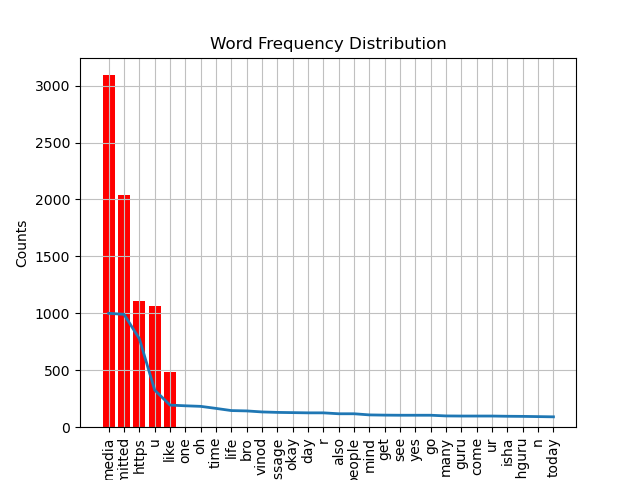 Word Frequency Distribution
3000
2500
2000
1500
1000
500
0
Counts
media
mitted
https
u
like
one
oh
time
life
bro
vinod
ssage
okay
day
r
also
people
mind
get
see
yes
go
many
guru
come
ur
isha
hguru
n
today